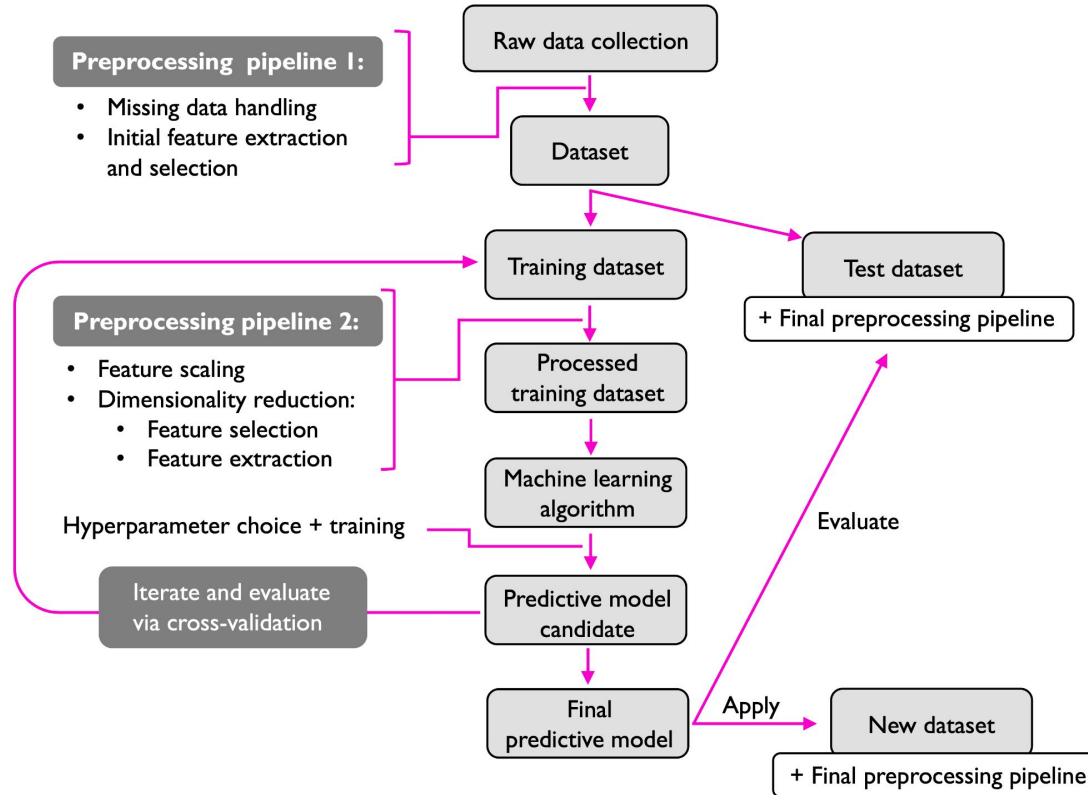 Raw data collection
Preprocessing pipeline 1:
• Missing data handling
• Initial feature extraction
and selection
Dataset
Training dataset
Test dataset
+ Final preprocessing pipeline
Preprocessing pipeline 2:
• Feature scaling
• Dimensionality reduction:
• Feature selection
• Feature extraction
Processed
training dataset
Machine learning
algorithm
Hyperparameter choice + training
Evaluate
Iterate and evaluate
via cross-validation
Predictive model
candidate
Final
predictive model
Apply
New dataset
+ Final preprocessing pipeline